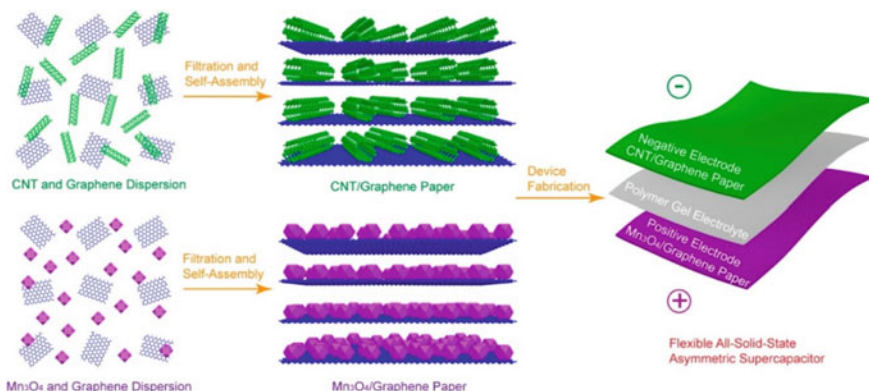 Filtration and
Self-Assembly
CNT and Graphene Dispersion
CNT/Graphene Paper
Device
Fabrication
−
Negative Electrode
CNT/Graphene Paper
Polymer Gel Electrolyte
Positive Electrode
Mn₃O₄/Graphene Paper
+
Filtration and
Self-Assembly
Mn₃O₄ and Graphene Dispersion
Mn₃O₄/Graphene Paper
Flexible All-Solid-State
Asymmetric Supercapacitor